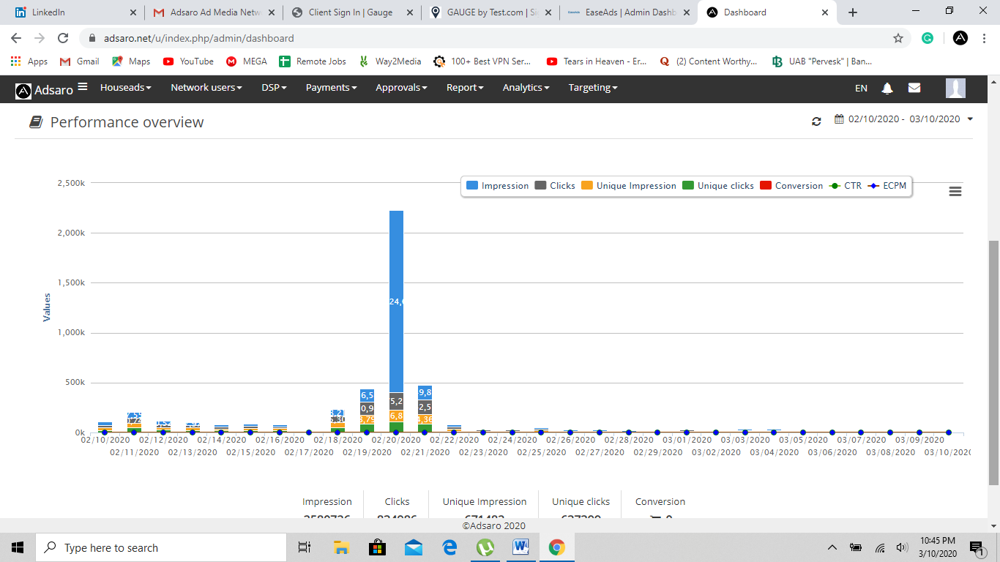 LinkedIn
Adsaro Ad Media Netw
Client Sign In | Gauge
GAUGE by Test.com | Si
EaseAds | Admin Dashb
Dashboard
adsaro.net/u/index.php/admin/dashboard
Apps
Gmail
Maps
YouTube
MEGA
Remote Jobs
Way2Media
100+ Best VPN Ser...
Tears in Heaven - Er...
(2) Content Worthy...
UAB "Pervesk" | Ban...
Adsaro
Houseads
Network users
DSP
Payments
Approvals
Report
Analytics
Targeting
EN
Performance overview
02/10/2020 - 03/10/2020
Impression
Clicks
Unique Impression
Unique clicks
Conversion
CTR
ECPM
Values
2,500k
2,000k
1,500k
1,000k
500k
0k
24,
6,5
0,9
3,79
5,2
6,8
9,8
2,5
4,36
02/10/2020
02/11/2020
02/12/2020
02/13/2020
02/14/2020
02/15/2020
02/16/2020
02/17/2020
02/18/2020
02/19/2020
02/20/2020
02/21/2020
02/22/2020
02/23/2020
02/24/2020
02/25/2020
02/26/2020
02/27/2020
02/28/2020
02/29/2020
03/01/2020
03/02/2020
03/03/2020
03/04/2020
03/05/2020
03/06/2020
03/07/2020
03/08/2020
03/09/2020
03/10/2020
Impression
Clicks
Unique Impression
Unique clicks
Conversion
©Adsaro 2020
Type here to search
10:45 PM
3/10/2020
1